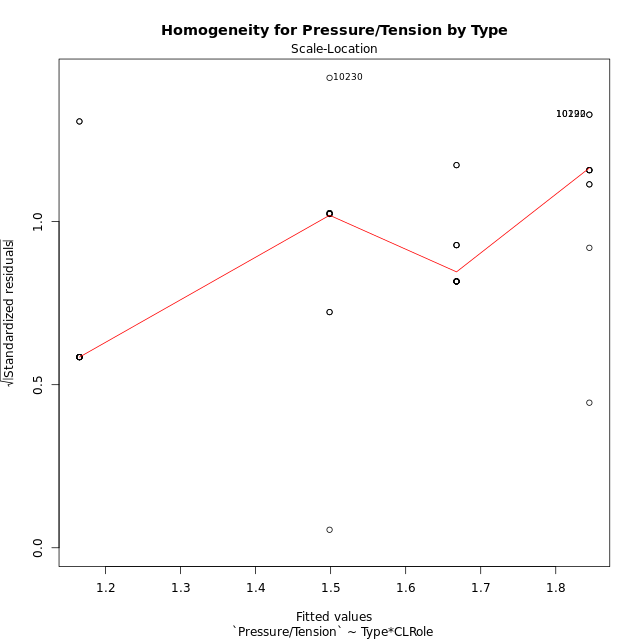 Homogeneity for Pressure/Tension by Type
Scale-Location
10230
1.0
0.5
0.0
√|Standardized residuals|
1.2 1.3 1.4 1.5 1.6 1.7 1.8
Fitted values
`Pressure/Tension` ~ Type*CLRole